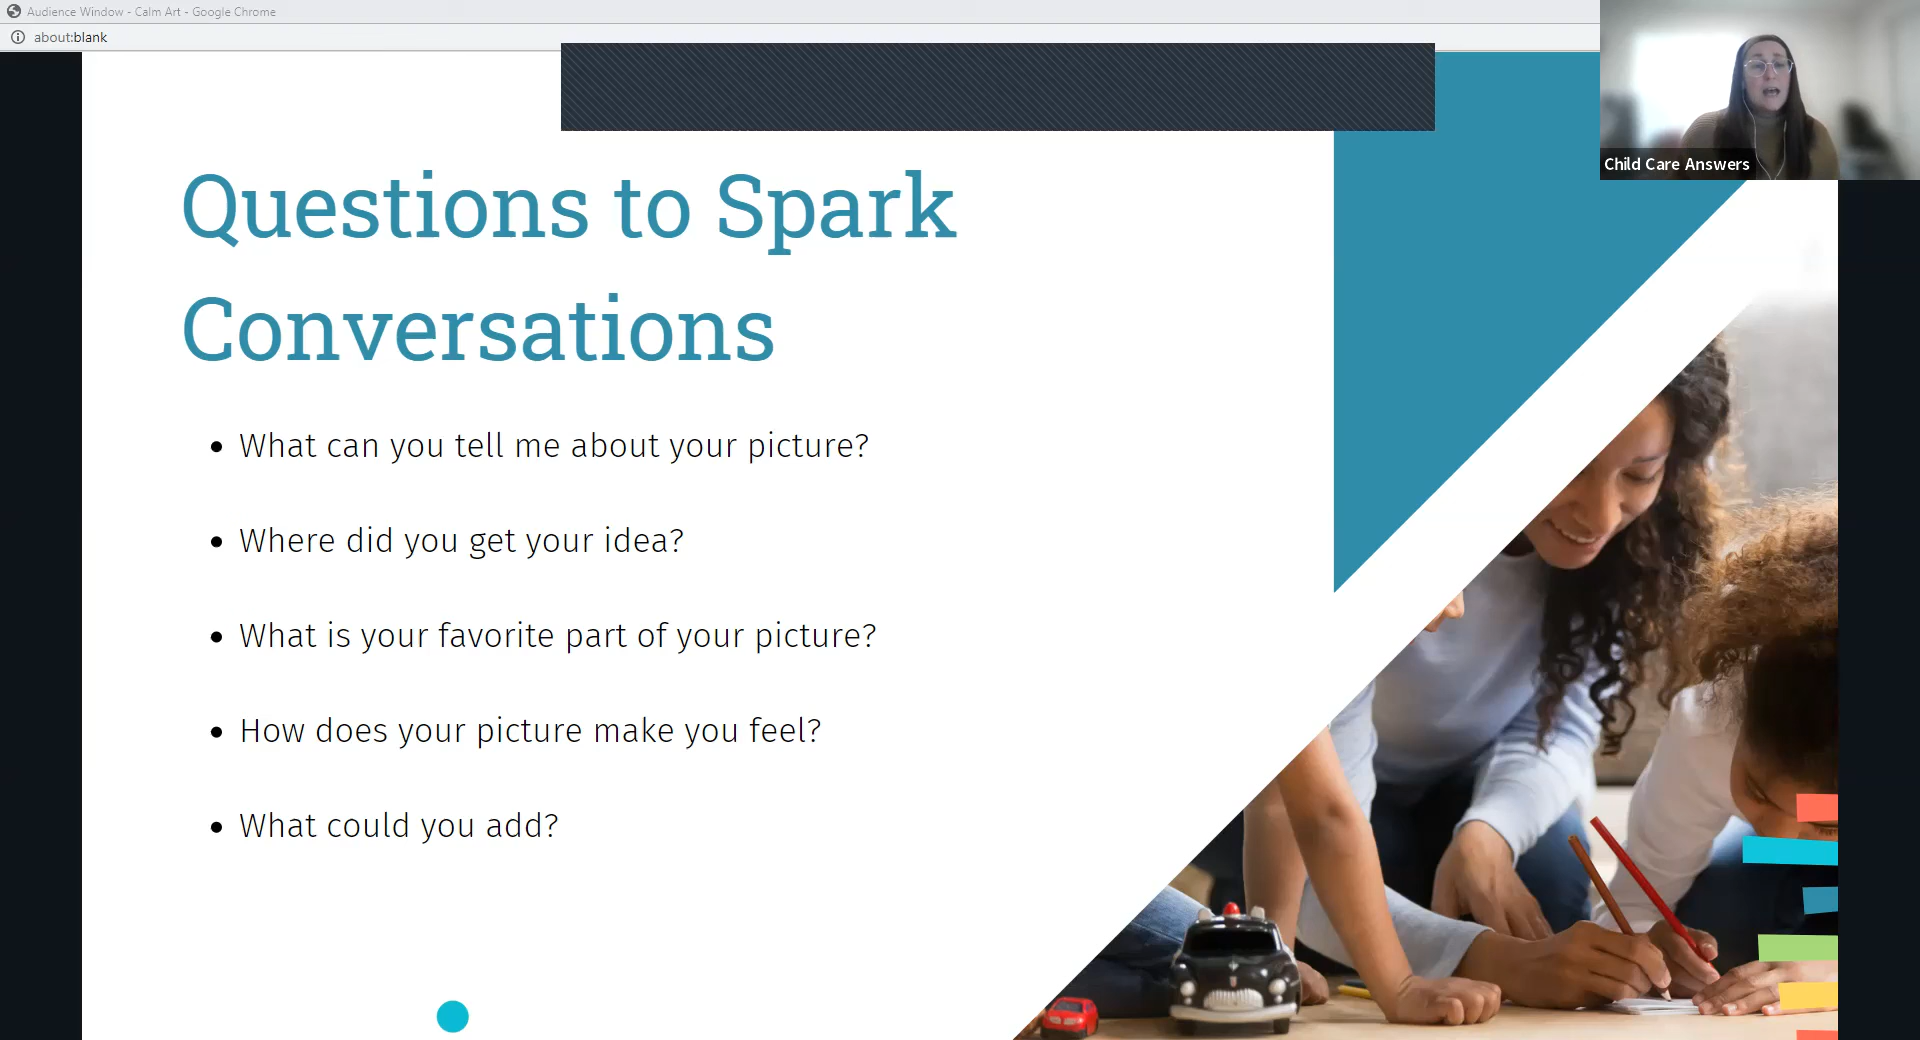 Audience Window - Calm Art - Google Chrome
about:blank
Child Care Answers
Questions to Spark
Conversations
• What can you tell me about your picture?
• Where did you get your idea?
• What is your favorite part of your picture?
• How does your picture make you feel?
• What could you add?